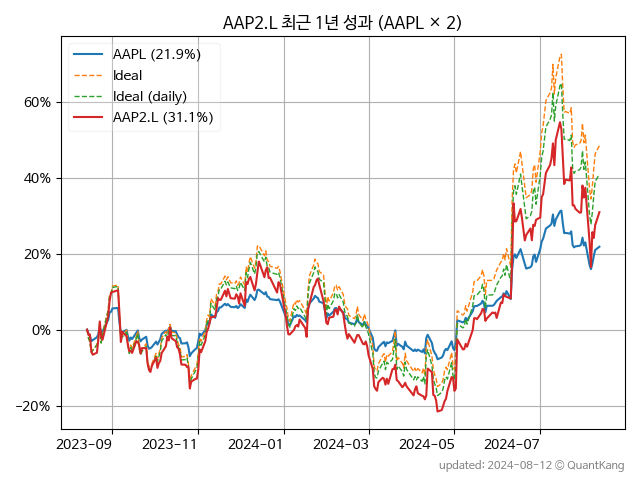 AAP2.L 최근 1년 성과 (AAPL × 2)
AAPL (21.9%)
Ideal
Ideal (daily)
AAP2.L (31.1%)
60%
40%
20%
0%
−20%
2023-09 2023-11 2024-01 2024-03 2024-05 2024-07
updated: 2024-08-12 © QuantKang